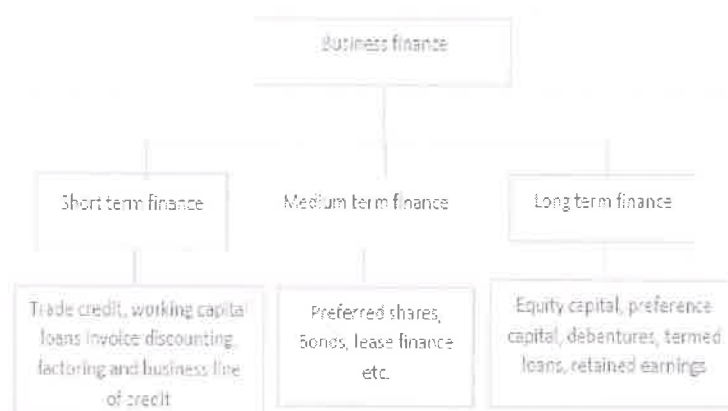 Business finance
Short term finance
Medium term finance
Long term finance
Trade credit, working capital
loans invoice discounting,
factoring and business line
of credit
Preferred shares,
Bonds, lease finance
etc.
Equity capital, preference
capital, debentures, termed
loans, retained earnings